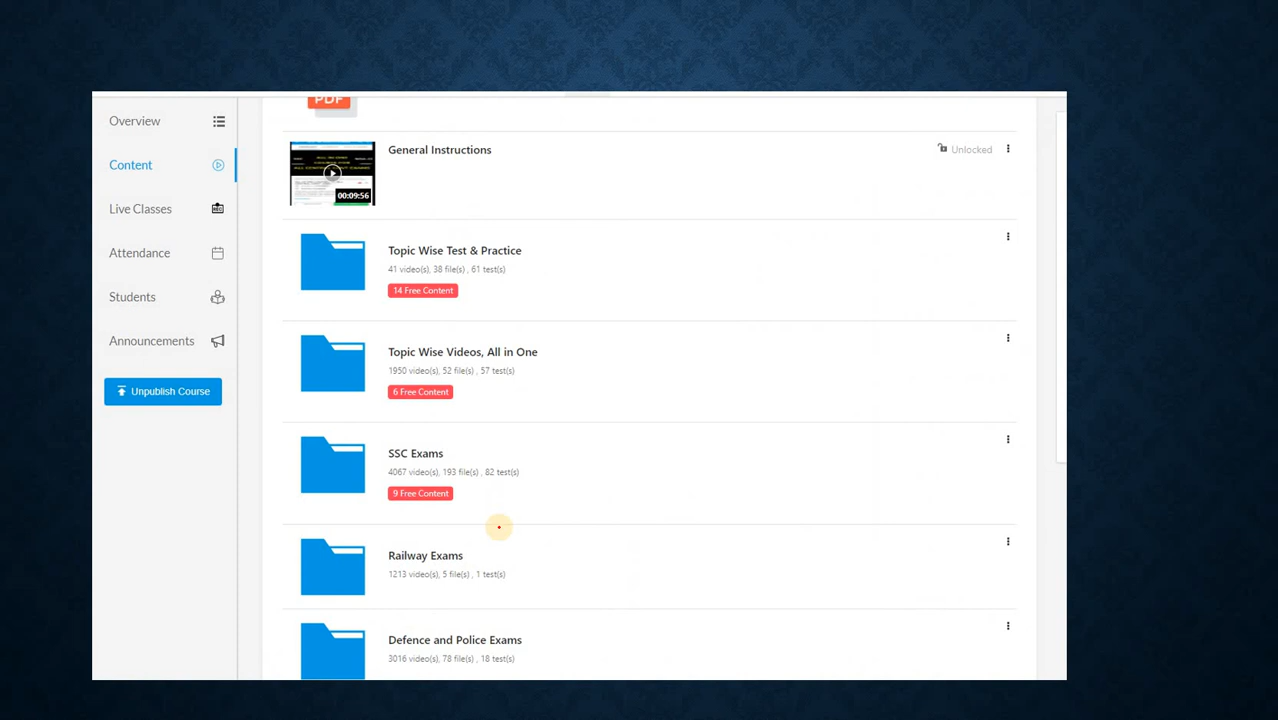 PDF
Overview
Content
Live Classes
REC
Attendance
Students
Announcements
Unpublish Course
General Instructions
Unlocked
00:09:56
Topic Wise Test & Practice
41 video(s), 38 file(s) , 61 test(s)
14 Free Content
Topic Wise Videos, All in One
1950 video(s), 52 file(s) , 57 test(s)
6 Free Content
SSC Exams
4067 video(s), 193 file(s) , 82 test(s)
9 Free Content
Railway Exams
1213 video(s), 5 file(s) , 1 test(s)
Defence and Police Exams
3016 video(s), 78 file(s) , 18 test(s)